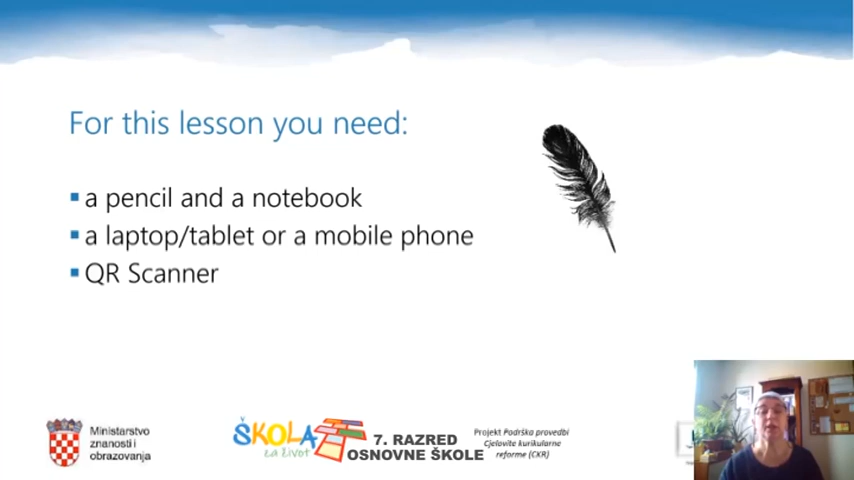 For this lesson you need:
a pencil and a notebook
a laptop/tablet or a mobile phone
QR Scanner
Ministarstvo
znanosti i
obrazovanja
ŠKOLA
za život
7. RAZRED
OSNOVNE ŠKOLE
Projekt Podrška provedbi
Cjelovite kurikularne
reforme (CKR)